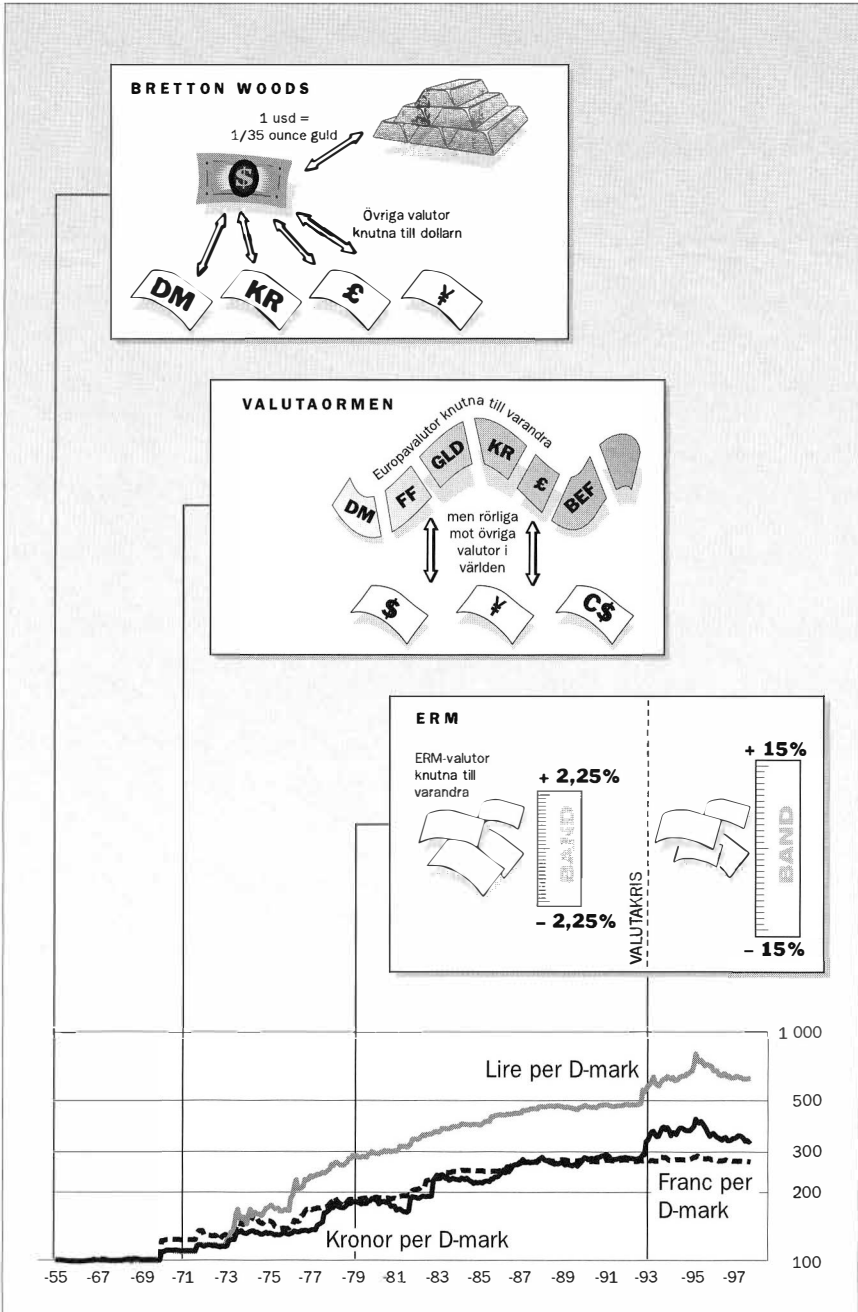 BRETTON WOODS
1 usd =
1/35 ounce guld
$
Övriga valutor
knutna till dollarn
DM
KR
£
¥
VALUTAORMEN
Europavalutor knutna till varandra
DM
FF
GLD
KR
£
BEF
men rörliga
mot övriga
valutor i
världen
$
¥
C$
ERM
ERM-valutor
knutna till
varandra
+ 2,25%
BAND
– 2,25%
VALUTAKRIS
+ 15%
BAND
– 15%
1 000
500
300
200
100
Lire per D-mark
Franc per
D-mark
Kronor per D-mark
-55 -67 -69 -71 -73 -75 -77 -79 -81 -83 -85 -87 -89 -91 -93 -95 -97